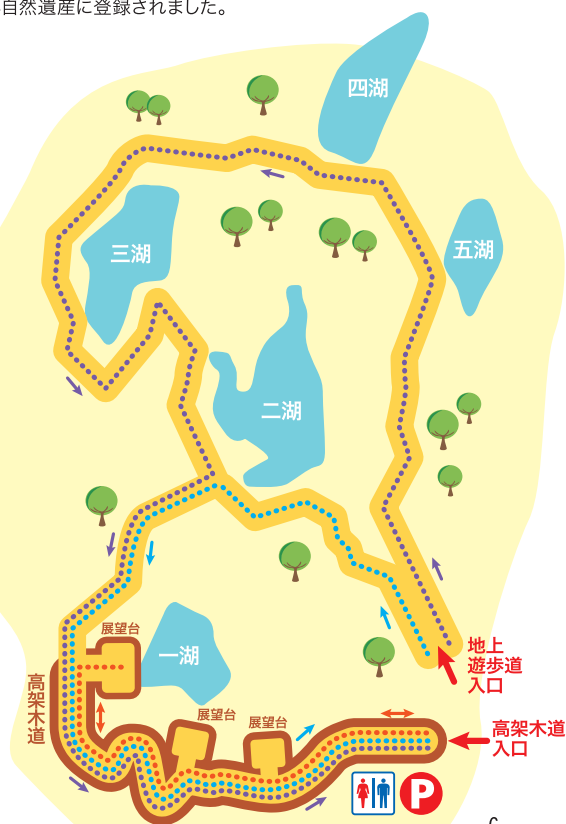 自然遺産に登録されました。
四湖
三湖
五湖
二湖
展望台
一湖
地上
遊歩道
入口
高架木道
展望台
展望台
高架木道
入口
P